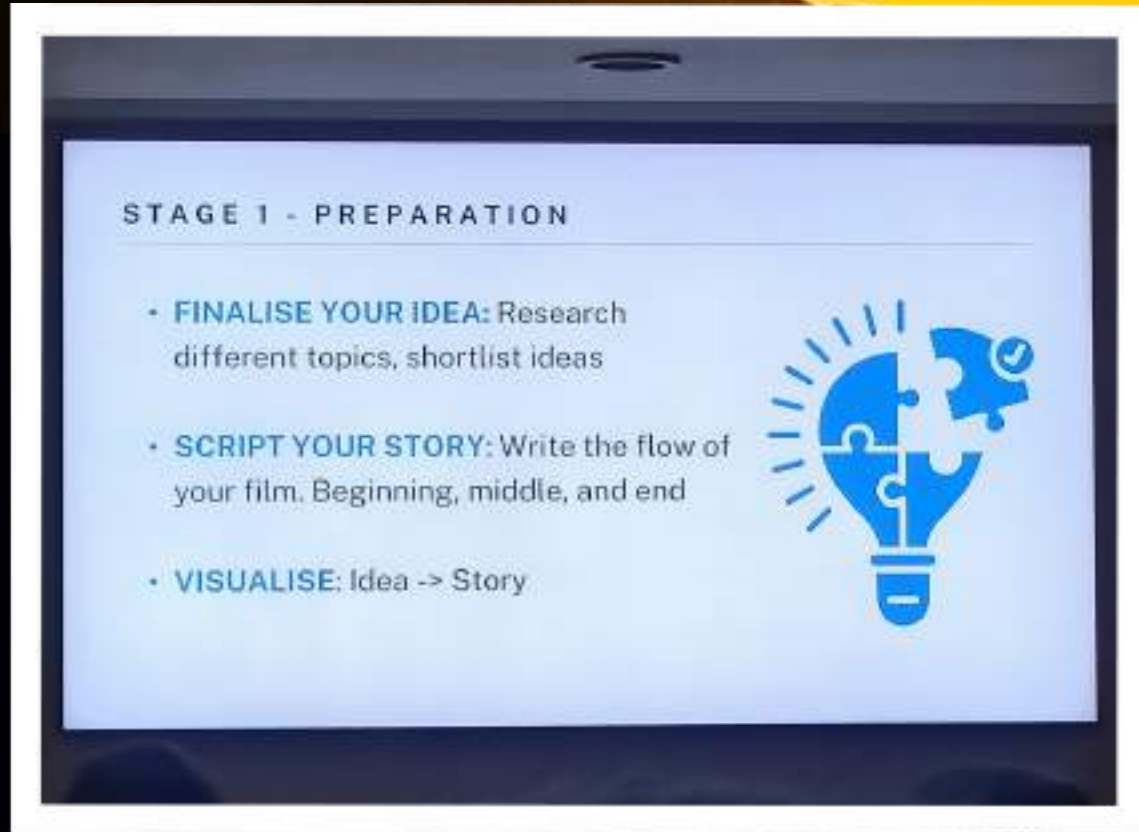 STAGE 1 - PREPARATION
• FINALISE YOUR IDEA: Research
different topics, shortlist ideas
• SCRIPT YOUR STORY: Write the flow of
your film. Beginning, middle, and end
• VISUALISE: Idea -> Story